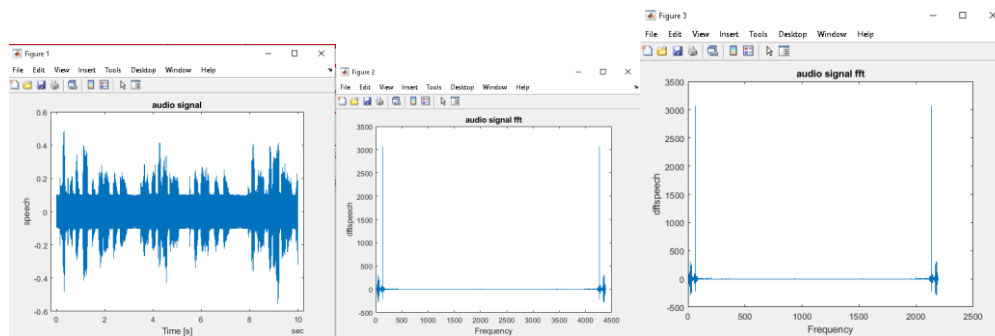 Figure 1
File Edit View Insert Tools Desktop Window Help
audio signal
0.6
0.4
0.2
0
-0.2
-0.4
-0.6
speech
0 2 4 6 8 10
Time [s]
sec
Figure 2
File Edit View Insert Tools Desktop Window Help
audio signal fft
3500
3000
2500
2000
1500
1000
500
0
-500
dftspeech
0 500 1000 1500 2000 2500 3000 3500 4000 4500
Frequency
Figure 3
File Edit View Insert Tools Desktop Window Help
audio signal fft
3500
3000
2500
2000
1500
1000
500
0
-500
dftspeech
0 500 1000 1500 2000 2500
Frequency